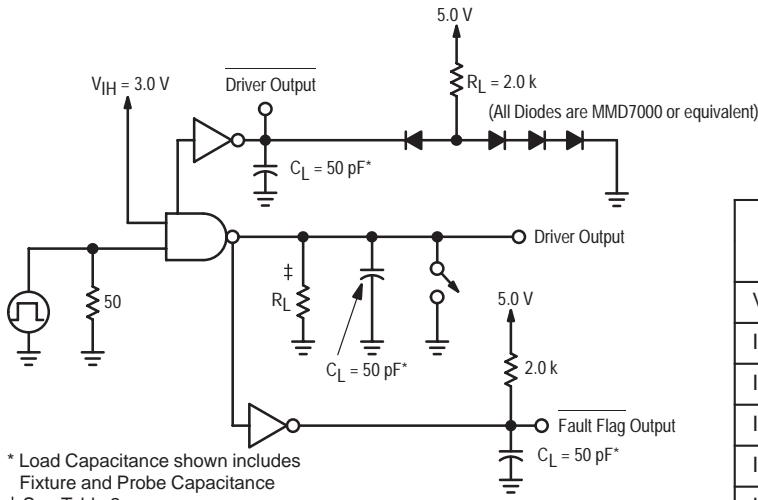 5.0 V
V_IH = 3.0 V
Driver Output
R_L = 2.0 k
(All Diodes are MMD7000 or equivalent)
C_L = 50 pF*
Driver Output
‡
R_L
50
5.0 V
C_L = 50 pF*
2.0 k
Fault Flag Output
C_L = 50 pF*
* Load Capacitance shown includes
Fixture and Probe Capacitance
V
I
I
I
I